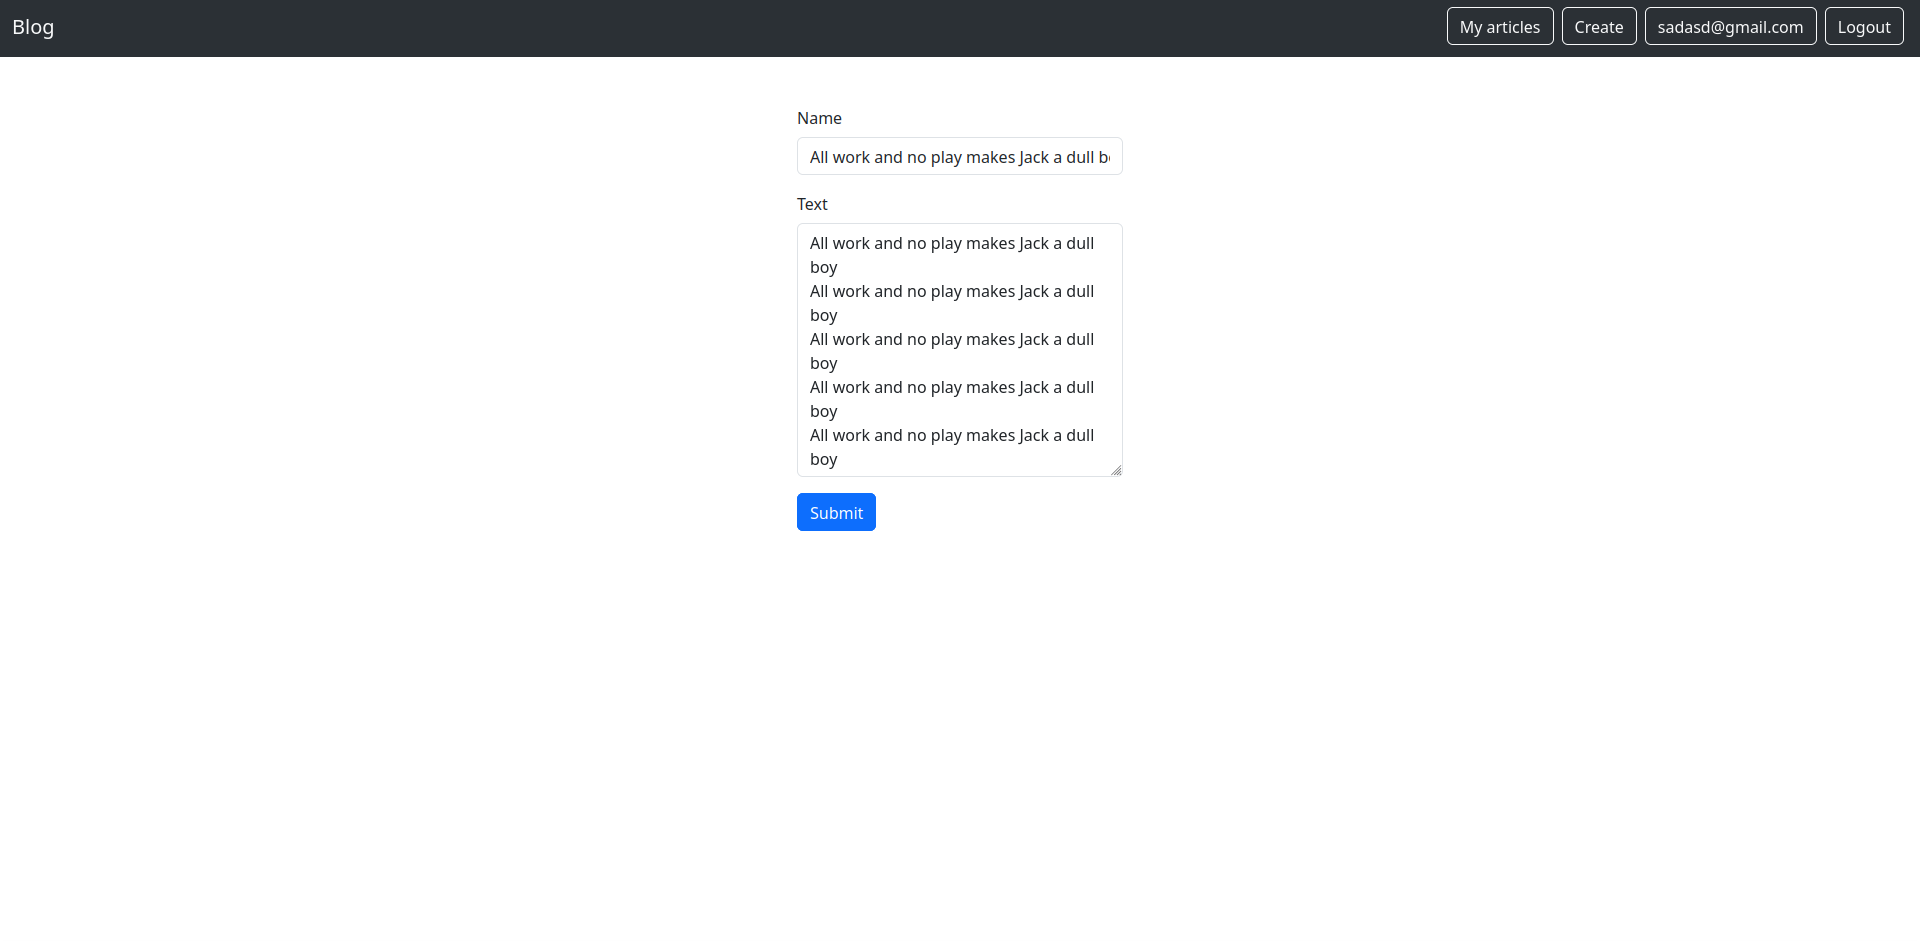 Blog
My articles
Create
sadasd@gmail.com
Logout
Name
All work and no play makes Jack a dull
Text
All work and no play makes Jack a dull
boy
All work and no play makes Jack a dull
boy
All work and no play makes Jack a dull
boy
All work and no play makes Jack a dull
boy
All work and no play makes Jack a dull
boy
Submit